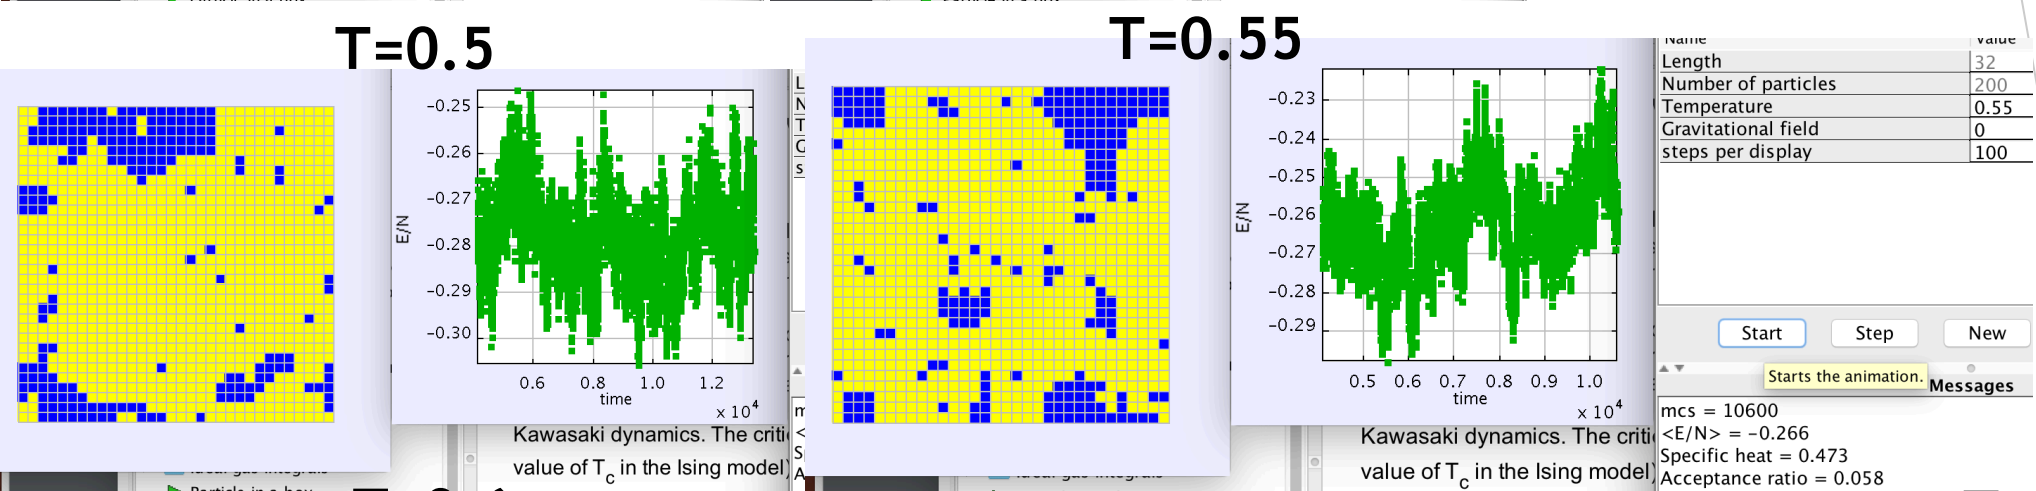 T=0.5
T=0.55
−0.25
−0.26
−0.27
−0.28
−0.29
−0.30
E/N
0.6 0.8 1.0 1.2
time
x 10^4
−0.23
−0.24
−0.25
−0.26
−0.27
−0.28
−0.29
E/N
0.5 0.6 0.7 0.8 0.9 1.0
time
x 10^4
Name Value
Length 32
Number of particles 200
Temperature 0.55
Gravitational field 0
steps per display 100
Start Step New
Starts the animation.
Messages
mcs = 10600
<E/N> = −0.266
Specific heat = 0.473
Acceptance ratio = 0.058
Kawasaki dynamics. The criti
value of Tc in the Ising model)
Kawasaki dynamics. The criti
value of Tc in the Ising model)